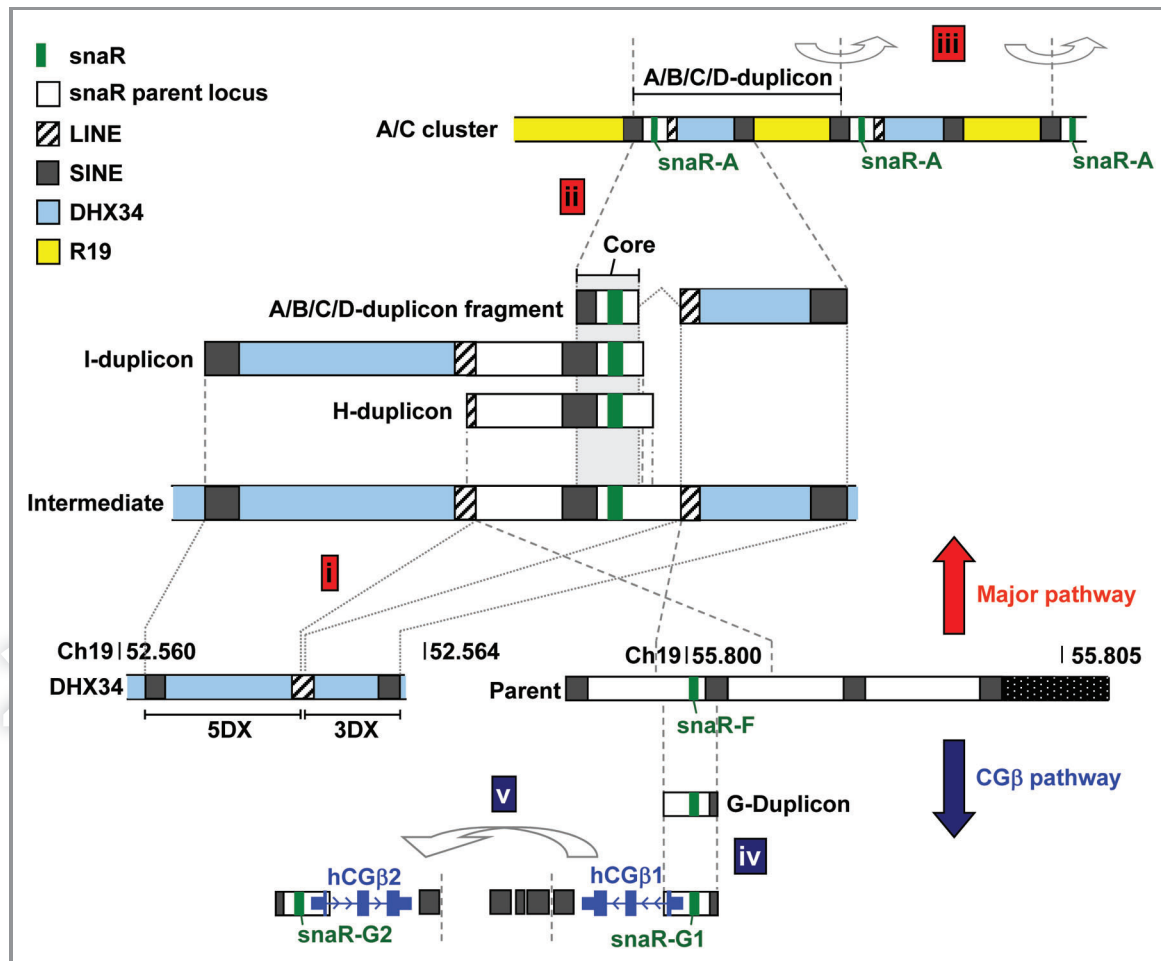 snaR
snaR parent locus
LINE
SINE
DHX34
R19
iii
A/B/C/D-duplicon
A/C cluster
snaR-A
snaR-A
snaR-A
ii
Core
A/B/C/D-duplicon fragment
I-duplicon
H-duplicon
Intermediate
i
Major pathway
Ch19 52.560
52.564
Ch19 55.800
55.805
DHX34
Parent
5DX
3DX
snaR-F
CGβ pathway
v
G-Duplicon
iv
hCGβ2
hCGβ1
snaR-G2
snaR-G1